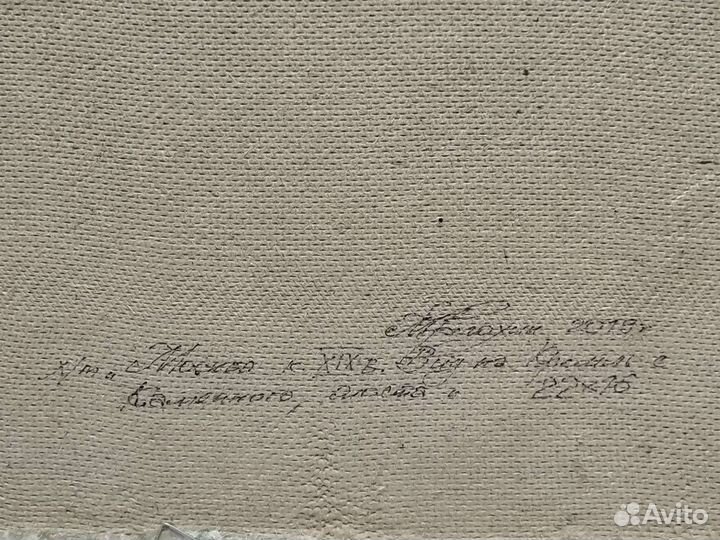 2019г
х/т „Москва к. XIX в. Вид на Кремль с
Каменного моста" 22х16
Avito